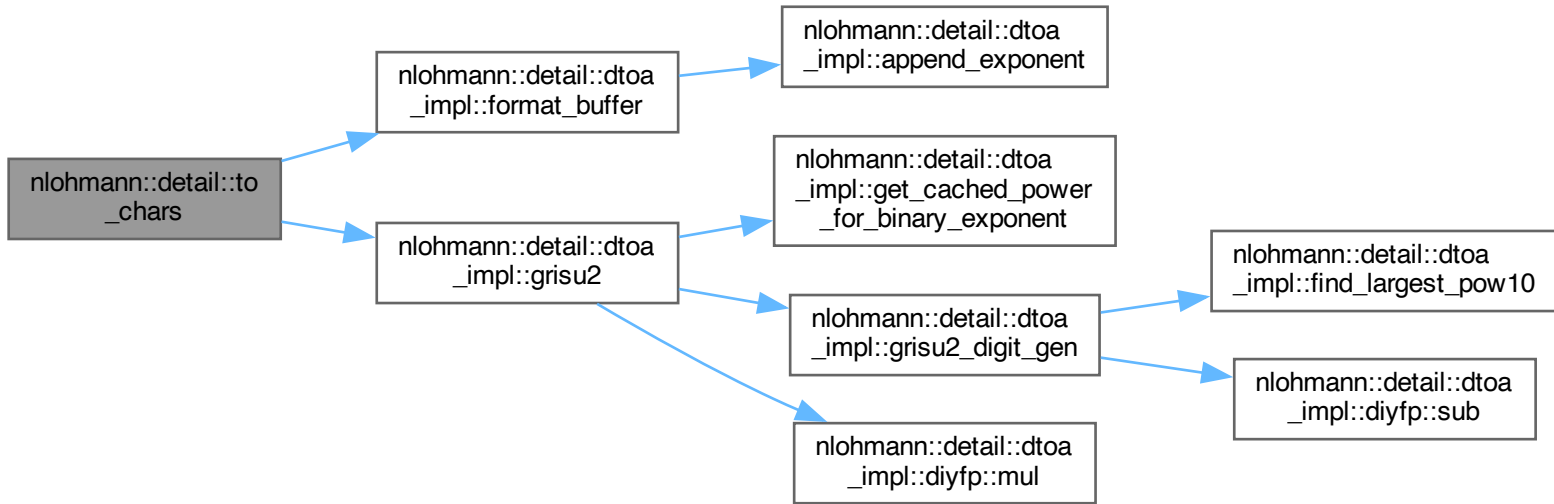 nlohmann::detail::to
_chars
nlohmann::detail::dtoa
_impl::format_buffer
nlohmann::detail::dtoa
_impl::append_exponent
nlohmann::detail::dtoa
_impl::grisu2
nlohmann::detail::dtoa
_impl::get_cached_power
_for_binary_exponent
nlohmann::detail::dtoa
_impl::grisu2_digit_gen
nlohmann::detail::dtoa
_impl::find_largest_pow10
nlohmann::detail::dtoa
_impl::diyfp::sub
nlohmann::detail::dtoa
_impl::diyfp::mul